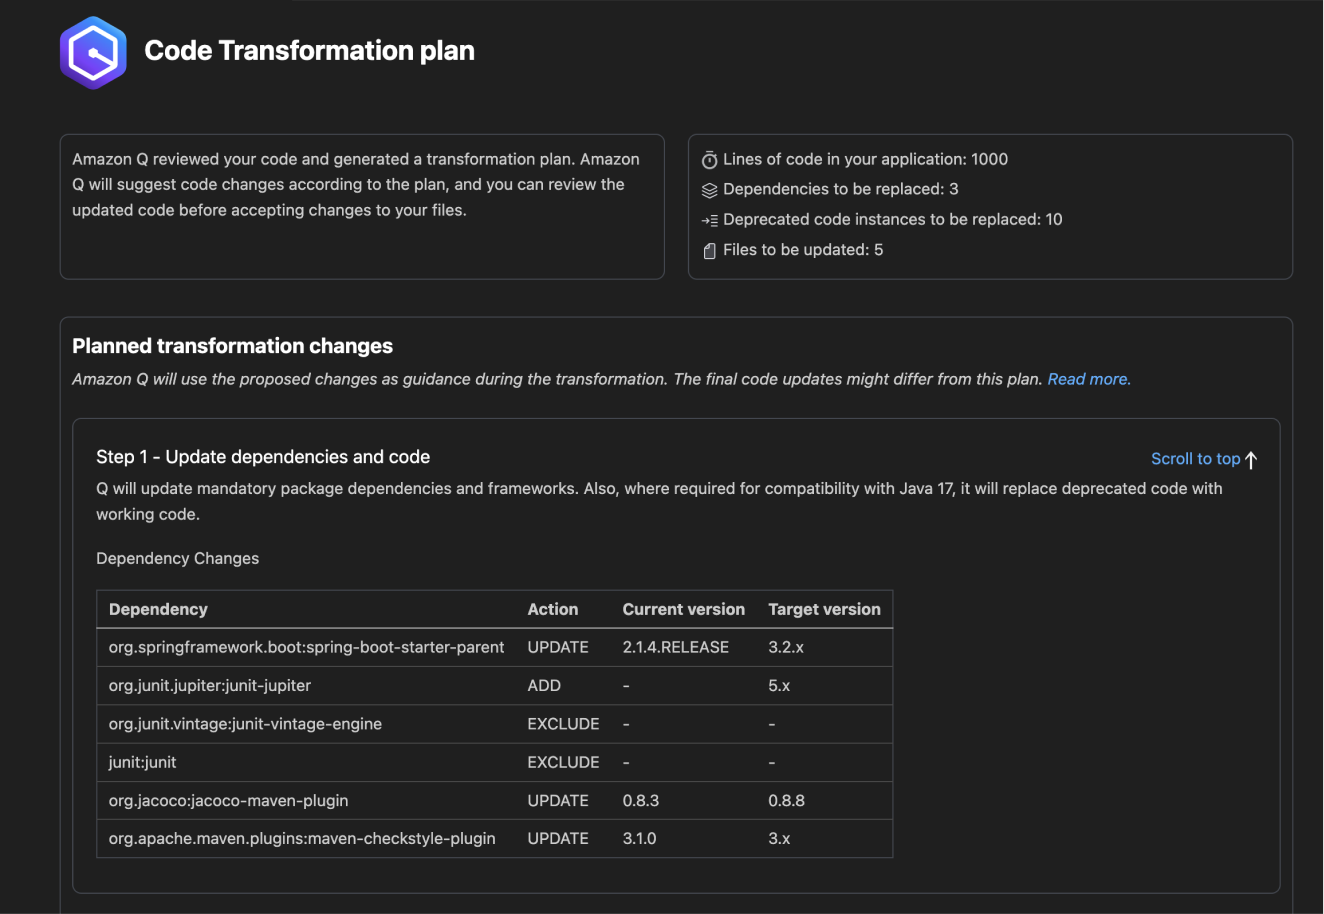 Code Transformation plan
Amazon Q reviewed your code and generated a transformation plan. Amazon
Q will suggest code changes according to the plan, and you can review the
updated code before accepting changes to your files.
Lines of code in your application: 1000
Dependencies to be replaced: 3
Deprecated code instances to be replaced: 10
Files to be updated: 5
Planned transformation changes
Amazon Q will use the proposed changes as guidance during the transformation. The final code updates might differ from this plan. Read more.
Step 1 - Update dependencies and code
Scroll to top
Q will update mandatory package dependencies and frameworks. Also, where required for compatibility with Java 17, it will replace deprecated code with
working code.
Dependency Changes
Dependency Action Current version Target version
org.springframework.boot:spring-boot-starter-parent UPDATE 2.1.4.RELEASE 3.2.x
org.junit.jupiter:junit-jupiter ADD - 5.x
org.junit.vintage:junit-vintage-engine EXCLUDE - -
junit:junit EXCLUDE - -
org.jacoco:jacoco-maven-plugin UPDATE 0.8.3 0.8.8
org.apache.maven.plugins:maven-checkstyle-plugin UPDATE 3.1.0 3.x